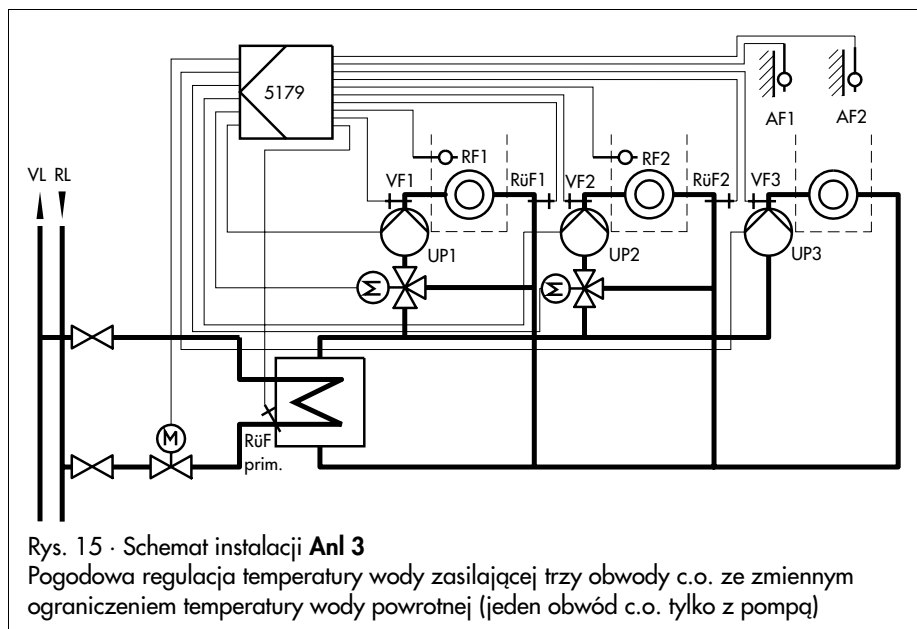 5179
AF1 AF2
VL RL
VF1 RF1 RüF1 VF2 RF2 RüF2 VF3
UP1 UP2 UP3
M M
M
RüF
prim.
Rys. 15 · Schemat instalacji Anl 3
Pogodowa regulacja temperatury wody zasilającej trzy obwody c.o. ze zmiennym
ograniczeniem temperatury wody powrotnej (jeden obwód c.o. tylko z pompą)